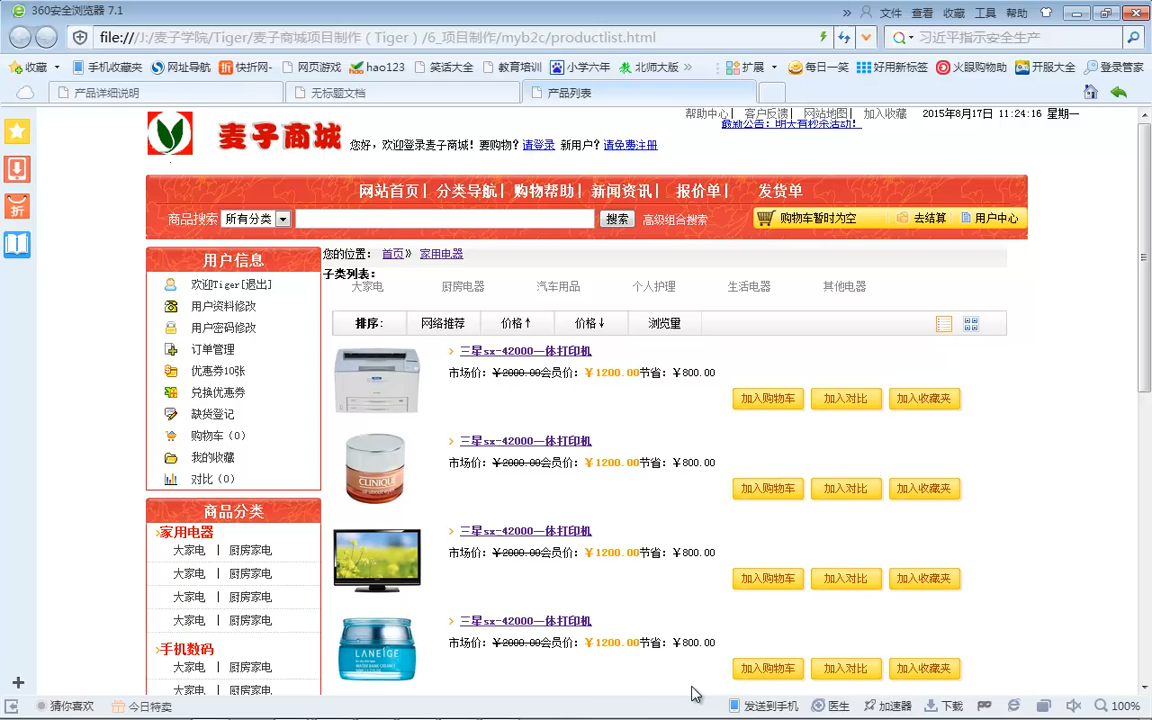 360安全浏览器 7.1
» 文件 查看 收藏 工具 帮助
file:///J:/麦子学院/Tiger/麦子商城项目制作（Tiger）/6_项目制作/myb2c/productlist.html
习近平指示安全生产
收藏 手机收藏夹 网址导航 快折网- 网页游戏 hao123 笑话大全 教育培训 小学六年 北师大版 » 扩展 每日一笑 好用新标签 火眼购物助 开服大全 登录管家
产品详细说明 无标题文档 产品列表
折
帮助中心| 客户反馈| 网站地图| 加入收藏 2015年8月17日 11:24:16 星期一
最新公告：明天有秒杀活动！
麦子商城 您好，欢迎登录麦子商城！要购物？请登录 新用户？请免费注册
网站首页| 分类导航| 购物帮助| 新闻资讯| 报价单| 发货单
商品搜索 所有分类 搜索 高级组合搜索 购物车暂时为空 去结算 用户中心
用户信息
欢迎Tiger[退出]
用户资料修改
用户密码修改
订单管理
优惠券10张
兑换优惠券
缺货登记
购物车（0）
我的收藏
对比（0）
商品分类
›家用电器
大家电 | 厨房家电
大家电 | 厨房家电
大家电 | 厨房家电
大家电 | 厨房家电
›手机数码
大家电 | 厨房家电
大家电 | 厨房家电
您的位置： 首页》 家用电器
子类列表：
大家电 厨房电器 汽车用品 个人护理 生活电器 其他电器
排序： 网络推荐 价格↑ 价格↓ 浏览量
› 三星sx-42000一体打印机
市场价：￥2000.00会员价：￥1200.00节省：￥800.00
加入购物车 加入对比 加入收藏夹
› 三星sx-42000一体打印机
市场价：￥2000.00会员价：￥1200.00节省：￥800.00
加入购物车 加入对比 加入收藏夹
CLINIQUE
› 三星sx-42000一体打印机
市场价：￥2000.00会员价：￥1200.00节省：￥800.00
加入购物车 加入对比 加入收藏夹
› 三星sx-42000一体打印机
市场价：￥2000.00会员价：￥1200.00节省：￥800.00
加入购物车 加入对比 加入收藏夹
LANEIGE
猜你喜欢 今日特卖 发送到手机 医生 加速器 下载 100%